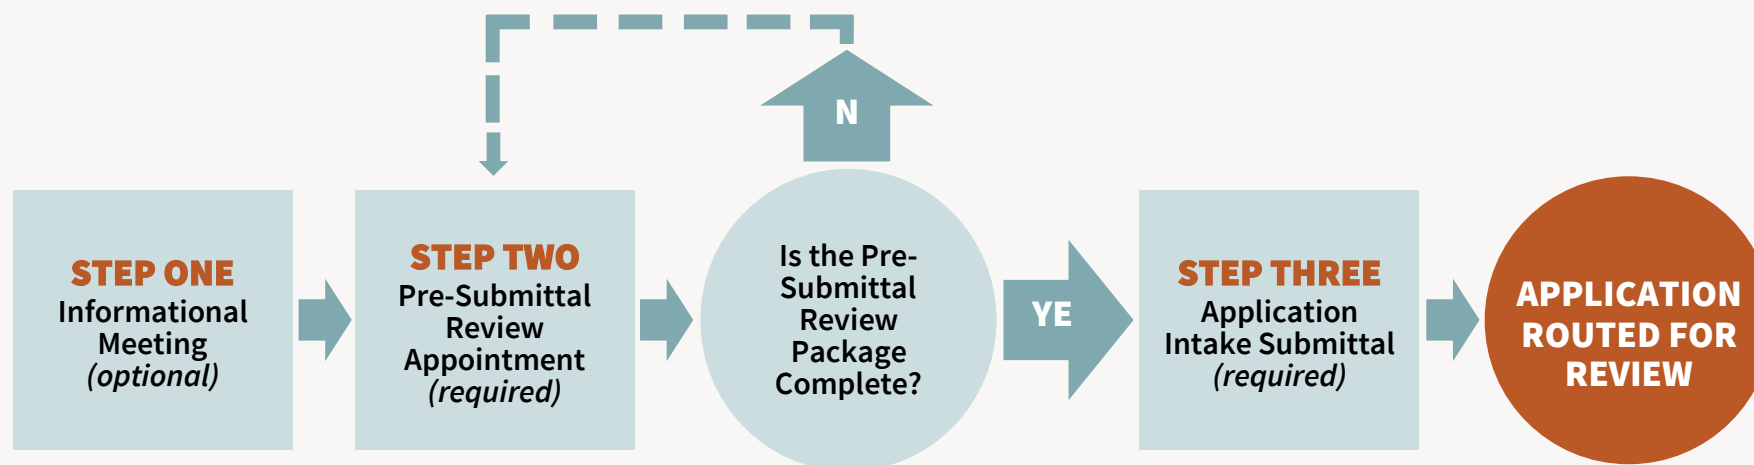 N
STEP ONE
Informational
Meeting
(optional)
STEP TWO
Pre-Submittal
Review
Appointment
(required)
Is the Pre-
Submittal
Review
Package
Complete?
YE
STEP THREE
Application
Intake Submittal
(required)
APPLICATION
ROUTED FOR
REVIEW